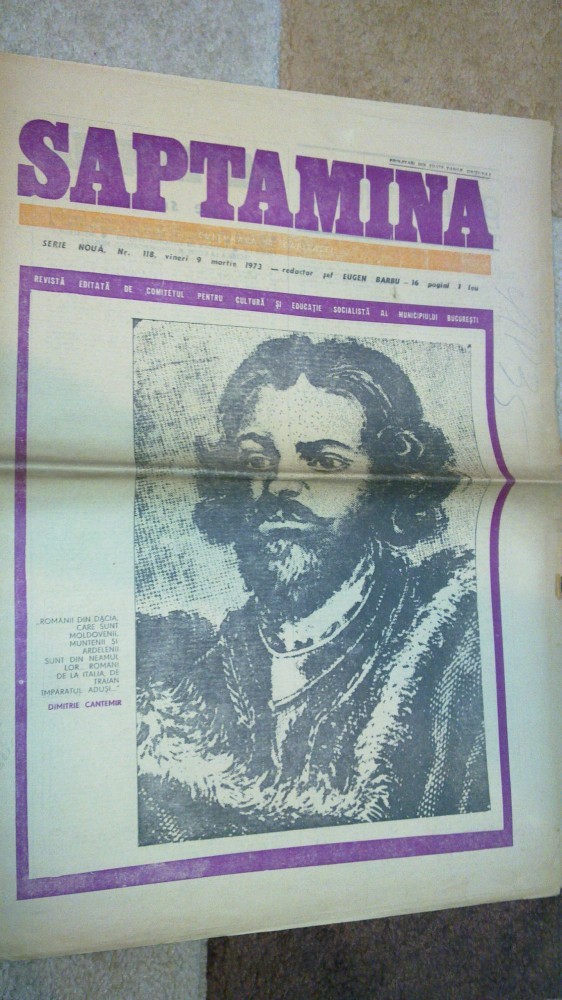 SAPTAMINA
SERIE NOUĂ, Nr. 118, vineri 9 martie 1973 — redactor șef EUGEN BARBU - 16 pagini 1 leu
REVISTĂ EDITATĂ DE COMITETUL PENTRU CULTURĂ ȘI EDUCAȚIE SOCIALISTĂ AL MUNICIPIULUI BUCUREȘTI
„ROMÂNII DIN DACIA,
CARE SUNT
MOLDOVENII,
MUNTENII ȘI
ARDELENII
SUNT DIN NEAMUL
LOR... ROMANI
DE LA ITALIA, DE
TRAIAN
ÎMPĂRATUL ADUȘI..."
DIMITRIE CANTEMIR